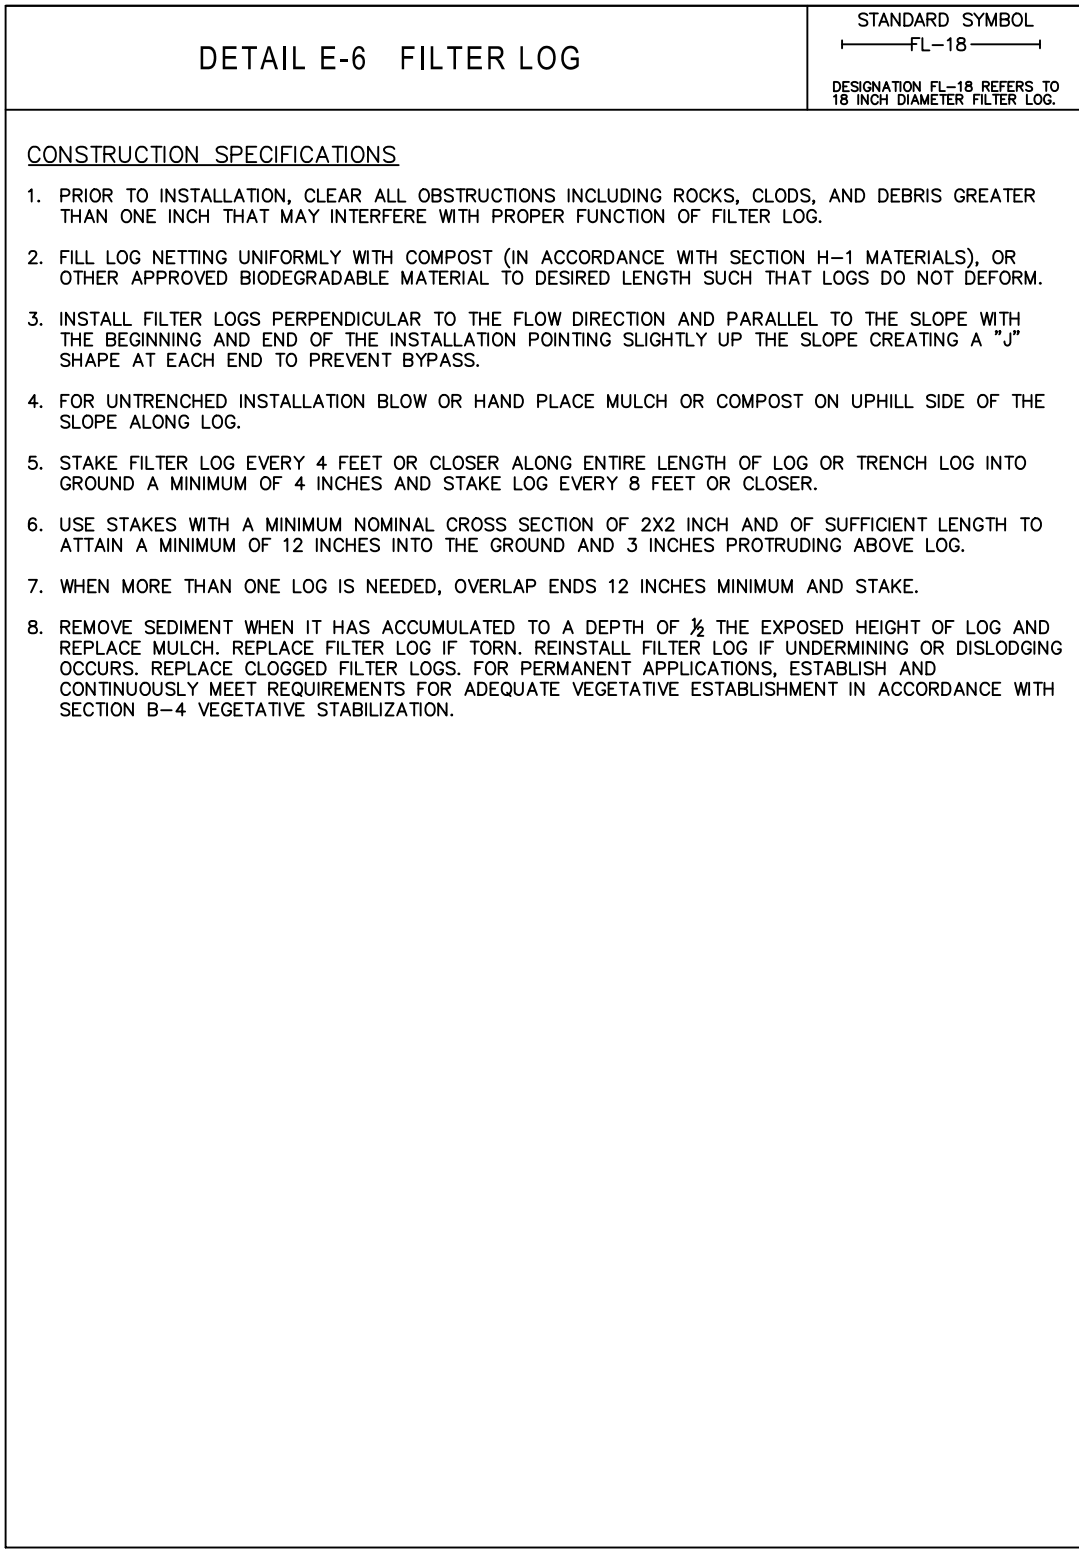 DETAIL E-6 FILTER LOG
STANDARD SYMBOL
FL-18
DESIGNATION FL-18 REFERS TO
18 INCH DIAMETER FILTER LOG.
CONSTRUCTION SPECIFICATIONS
1. PRIOR TO INSTALLATION, CLEAR ALL OBSTRUCTIONS INCLUDING ROCKS, CLODS, AND DEBRIS GREATER
THAN ONE INCH THAT MAY INTERFERE WITH PROPER FUNCTION OF FILTER LOG.
2. FILL LOG NETTING UNIFORMLY WITH COMPOST (IN ACCORDANCE WITH SECTION H-1 MATERIALS), OR
OTHER APPROVED BIODEGRADABLE MATERIAL TO DESIRED LENGTH SUCH THAT LOGS DO NOT DEFORM.
3. INSTALL FILTER LOGS PERPENDICULAR TO THE FLOW DIRECTION AND PARALLEL TO THE SLOPE WITH
THE BEGINNING AND END OF THE INSTALLATION POINTING SLIGHTLY UP THE SLOPE CREATING A "J"
SHAPE AT EACH END TO PREVENT BYPASS.
4. FOR UNTRENCHED INSTALLATION BLOW OR HAND PLACE MULCH OR COMPOST ON UPHILL SIDE OF THE
SLOPE ALONG LOG.
5. STAKE FILTER LOG EVERY 4 FEET OR CLOSER ALONG ENTIRE LENGTH OF LOG OR TRENCH LOG INTO
GROUND A MINIMUM OF 4 INCHES AND STAKE LOG EVERY 8 FEET OR CLOSER.
6. USE STAKES WITH A MINIMUM NOMINAL CROSS SECTION OF 2X2 INCH AND OF SUFFICIENT LENGTH TO
ATTAIN A MINIMUM OF 12 INCHES INTO THE GROUND AND 3 INCHES PROTRUDING ABOVE LOG.
7. WHEN MORE THAN ONE LOG IS NEEDED, OVERLAP ENDS 12 INCHES MINIMUM AND STAKE.
8. REMOVE SEDIMENT WHEN IT HAS ACCUMULATED TO A DEPTH OF ½ THE EXPOSED HEIGHT OF LOG AND
REPLACE MULCH. REPLACE FILTER LOG IF TORN. REINSTALL FILTER LOG IF UNDERMINING OR DISLODGING
OCCURS. REPLACE CLOGGED FILTER LOGS. FOR PERMANENT APPLICATIONS, ESTABLISH AND
CONTINUOUSLY MEET REQUIREMENTS FOR ADEQUATE VEGETATIVE ESTABLISHMENT IN ACCORDANCE WITH
SECTION B-4 VEGETATIVE STABILIZATION.